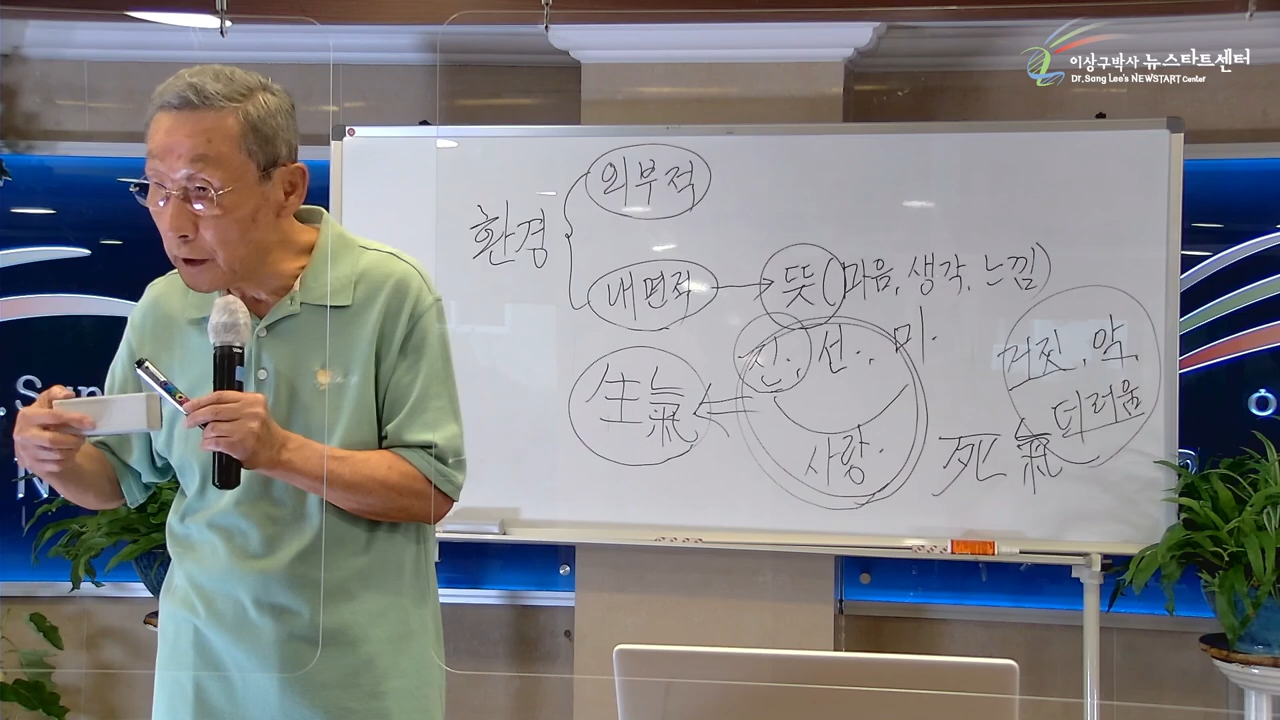 이상구박사 뉴스타트센터
Dr. Sang Lee's NEWSTART Center
외부적
환경
내면적 → 뜻 (마음, 생각, 느낌)
진, 선, 미.
거짓, 악,
더러움
生氣
사랑.
死氣